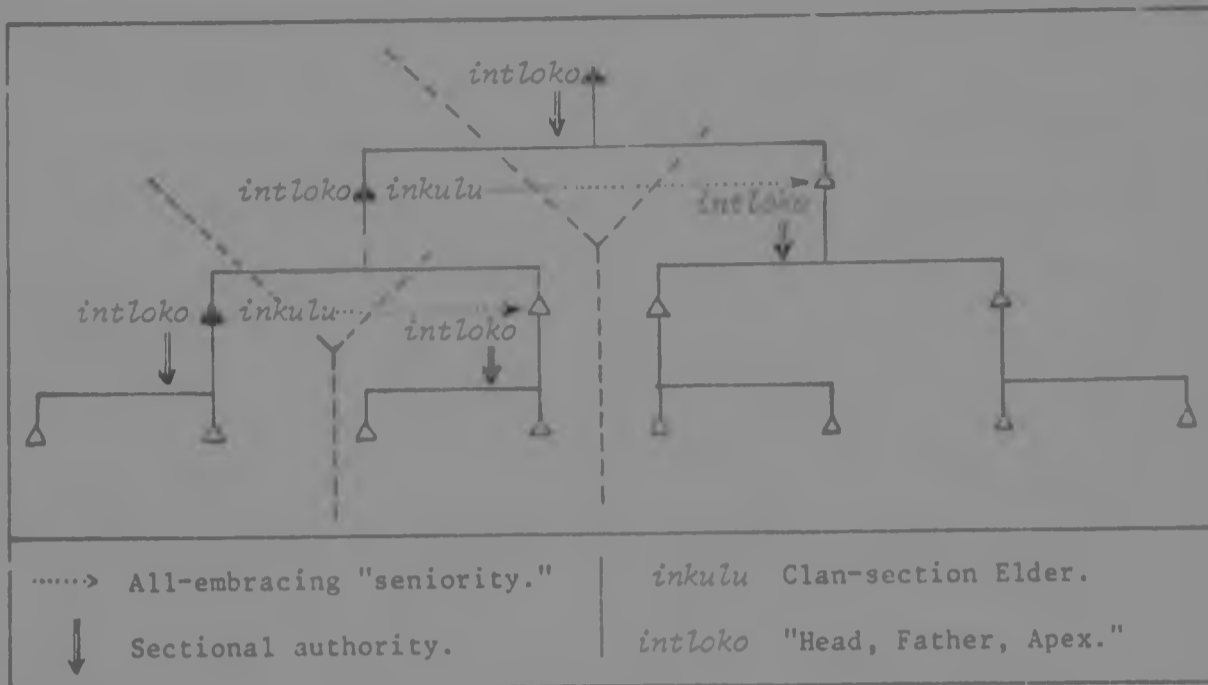 intloko
intloko inkulu
intloko
intloko inkulu
intloko
All-embracing "seniority."
inkulu Clan-section Elder.
Sectional authority.
intloko "Head, Father, Apex."